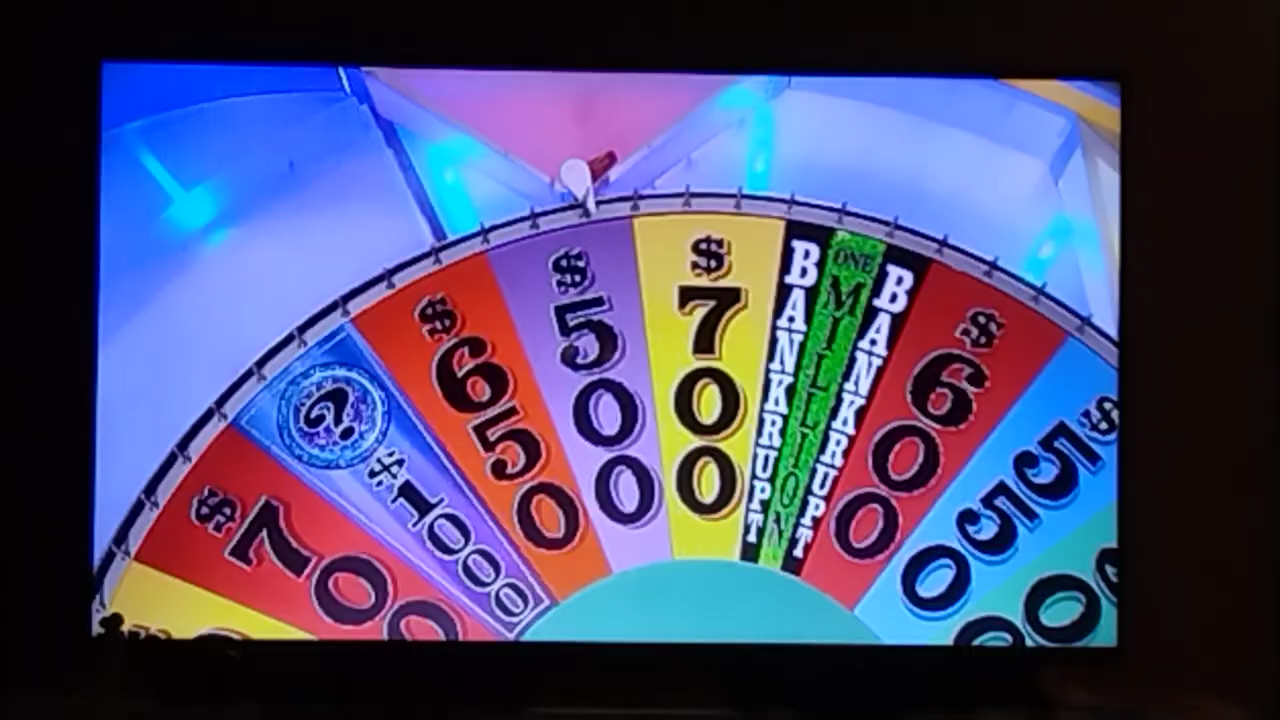 $700
? $1000
$650
$500
$700
BANKRUPT
ONE MILLION
BANKRUPT
$600
$550